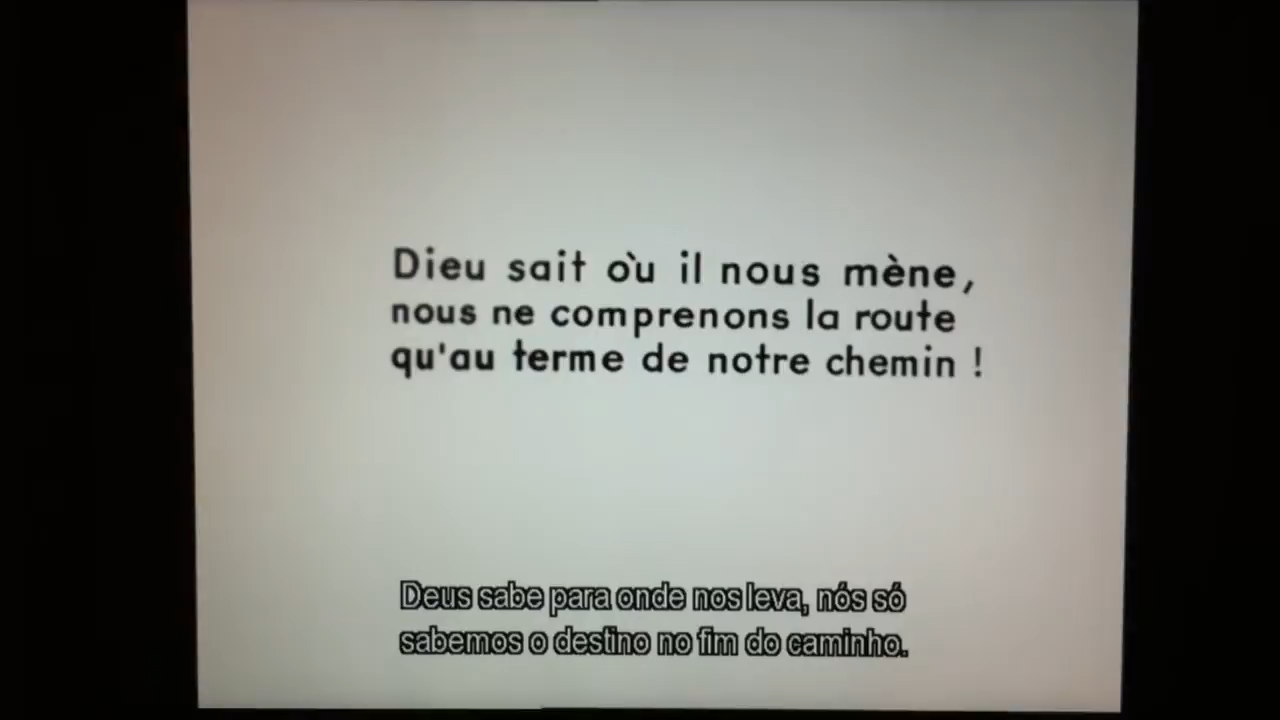 Dieu sait où il nous mène,
nous ne comprenons la route
qu'au terme de notre chemin !
Deus sabe para onde nos leva, nós só
sabemos o destino no fim do caminho.